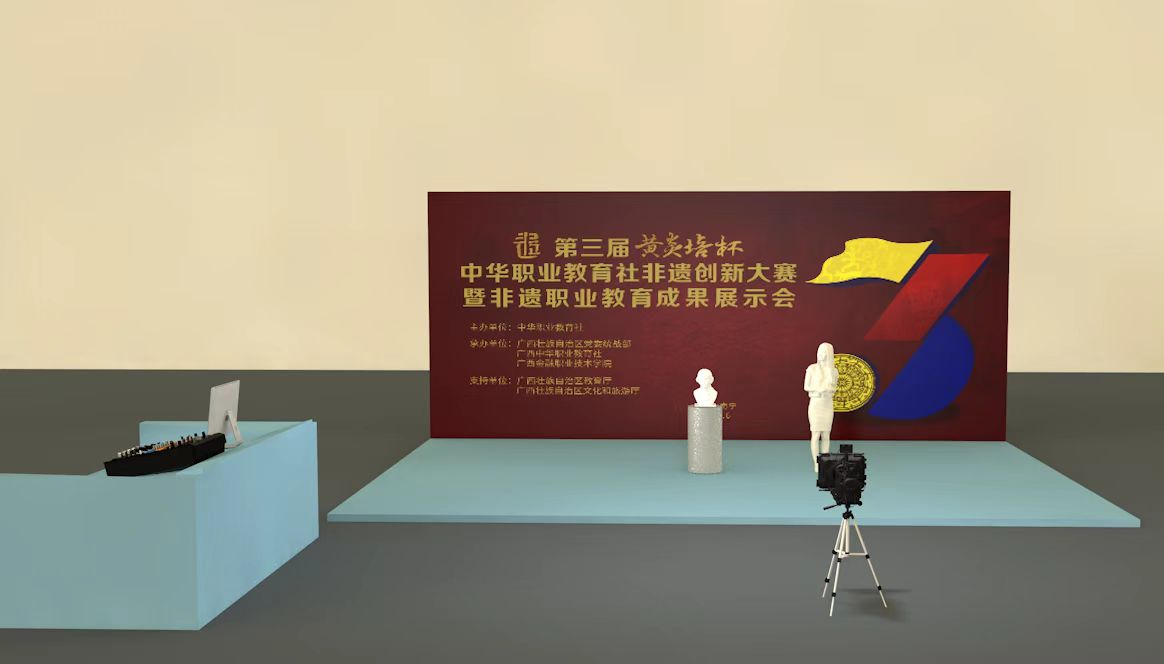 第三届黄炎培杯
中华职业教育社非遗创新大赛
暨非遗职业教育成果展示会
主办单位：中华职业教育社
承办单位：广西壮族自治区党委统战部
广西中华职业教育社
广西金融职业技术学院
支持单位：广西壮族自治区教育厅
广西壮族自治区文化和旅游厅